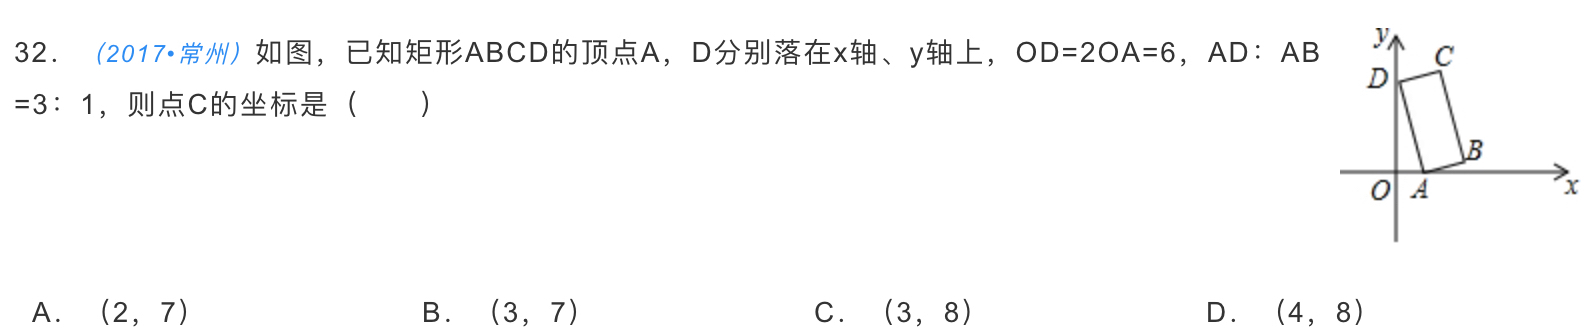 32. （2017•常州）如图，已知矩形ABCD的顶点A，D分别落在x轴、y轴上，OD=2OA=6，AD：AB
=3：1，则点C的坐标是（　　）
y
C
D
B
O A x
A. （2，7） B. （3，7） C. （3，8） D. （4，8）